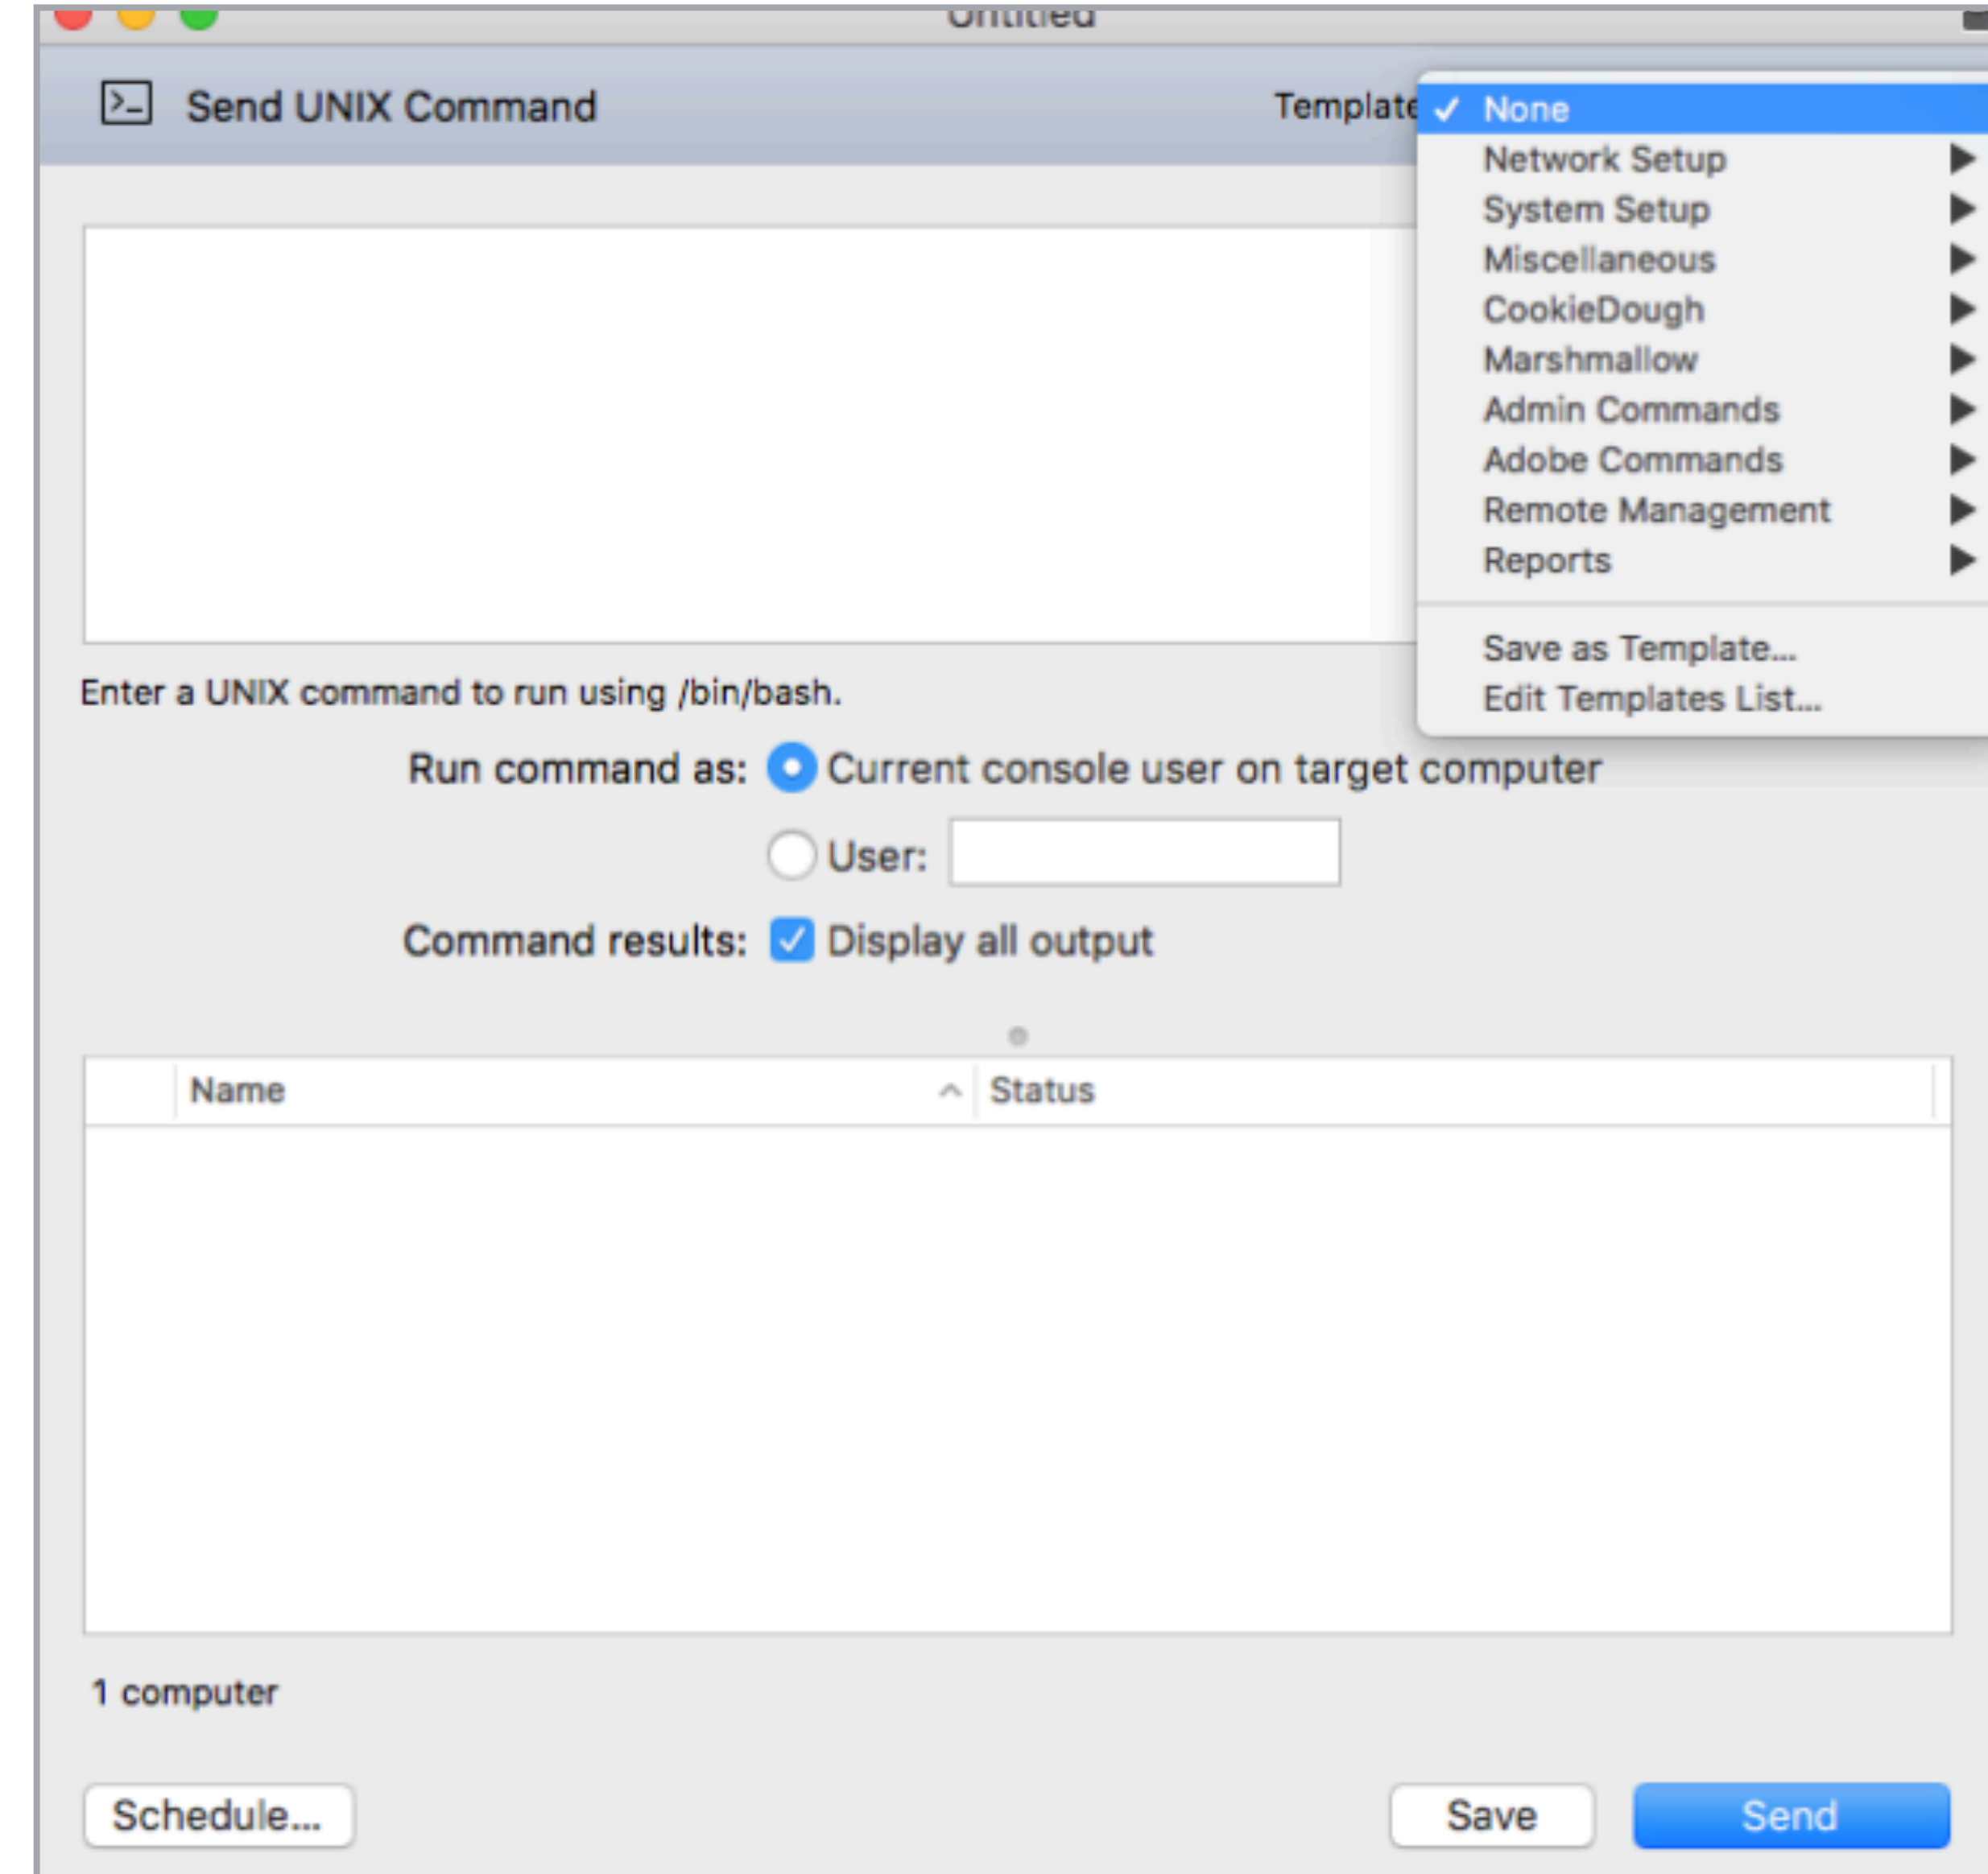 Untitled
Send UNIX Command
Template
None
Network Setup
System Setup
Miscellaneous
CookieDough
Marshmallow
Admin Commands
Adobe Commands
Remote Management
Reports
Save as Template...
Edit Templates List...
Enter a UNIX command to run using /bin/bash.
Run command as: Current console user on target computer
User:
Command results: Display all output
Name Status
1 computer
Schedule... Save Send